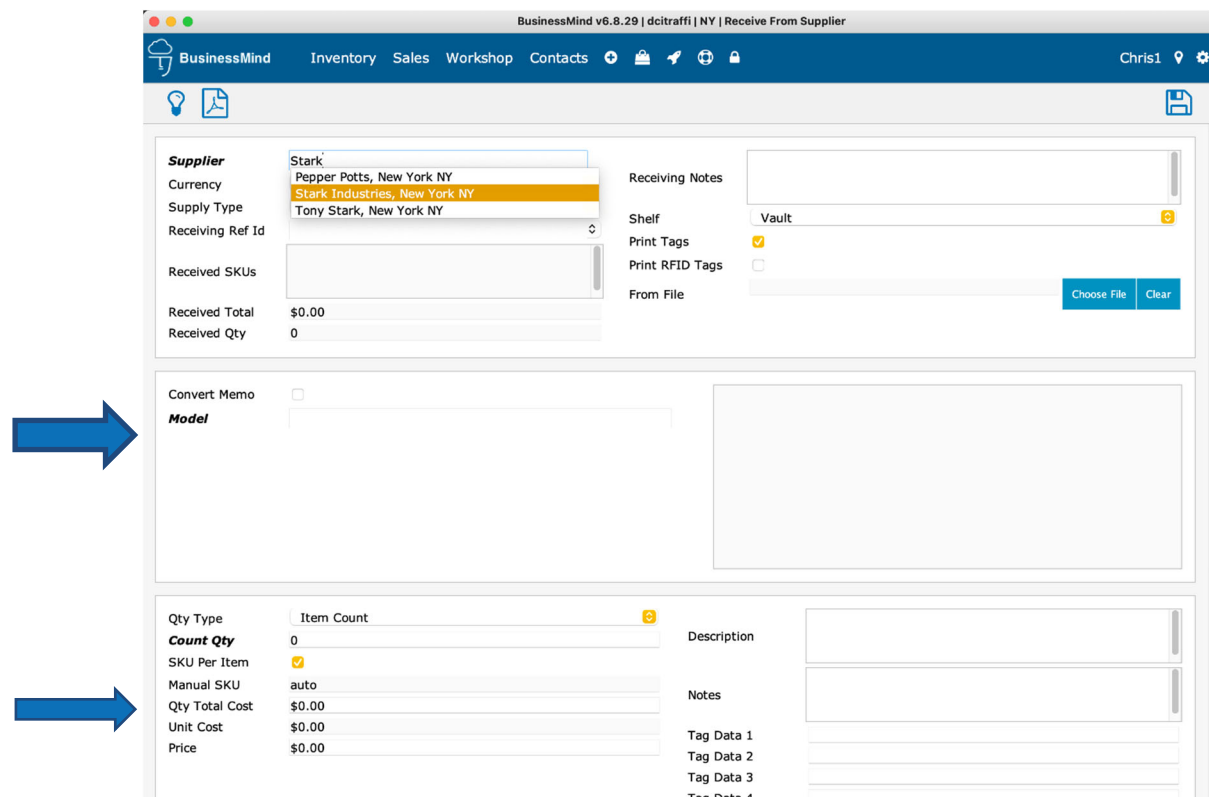 BusinessMind v6.8.29 | dcitraffi | NY | Receive From Supplier
BusinessMind Inventory Sales Workshop Contacts Chris1
Supplier Stark
Pepper Potts, New York NY
Stark Industries, New York NY
Tony Stark, New York NY
Currency
Supply Type
Receiving Ref Id
Received SKUs
Received Total $0.00
Received Qty 0
Receiving Notes
Shelf Vault
Print Tags
Print RFID Tags
From File Choose File Clear
Convert Memo
Model
Qty Type Item Count
Count Qty 0
SKU Per Item
Manual SKU auto
Qty Total Cost $0.00
Unit Cost $0.00
Price $0.00
Description
Notes
Tag Data 1
Tag Data 2
Tag Data 3